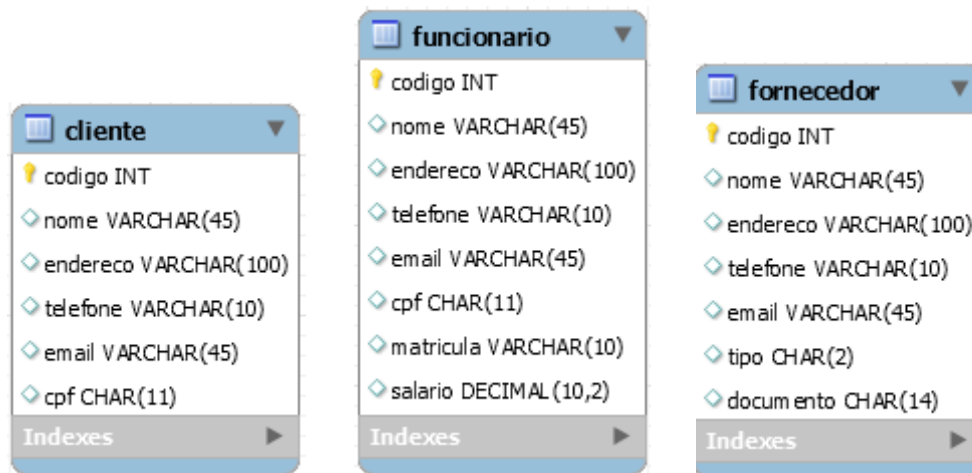 cliente
codigo INT
nome VARCHAR(45)
endereco VARCHAR(100)
telefone VARCHAR(10)
email VARCHAR(45)
cpf CHAR(11)
Indexes
funcionario
codigo INT
nome VARCHAR(45)
endereco VARCHAR(100)
telefone VARCHAR(10)
email VARCHAR(45)
cpf CHAR(11)
matricula VARCHAR(10)
salario DECIMAL(10,2)
Indexes
fornecedor
codigo INT
nome VARCHAR(45)
endereco VARCHAR(100)
telefone VARCHAR(10)
email VARCHAR(45)
tipo CHAR(2)
documento CHAR(14)
Indexes